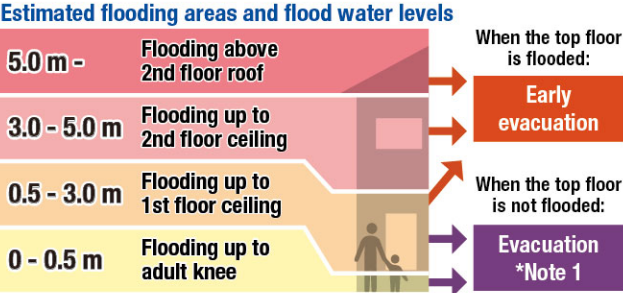 Estimated flooding areas and flood water levels
5.0 m -
Flooding above
2nd floor roof
3.0 - 5.0 m
Flooding up to
2nd floor ceiling
0.5 - 3.0 m
Flooding up to
1st floor ceiling
0 - 0.5 m
Flooding up to
adult knee
When the top floor
is flooded:
Early
evacuation
When the top floor
is not flooded:
Evacuation
*Note 1